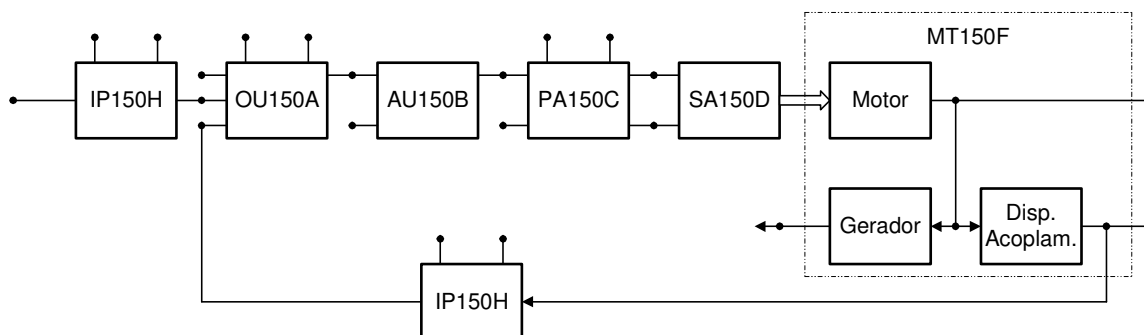 MT150F
IP150H
OU150A
AU150B
PA150C
SA150D
Motor
Gerador
Disp.
Acoplam.
IP150H